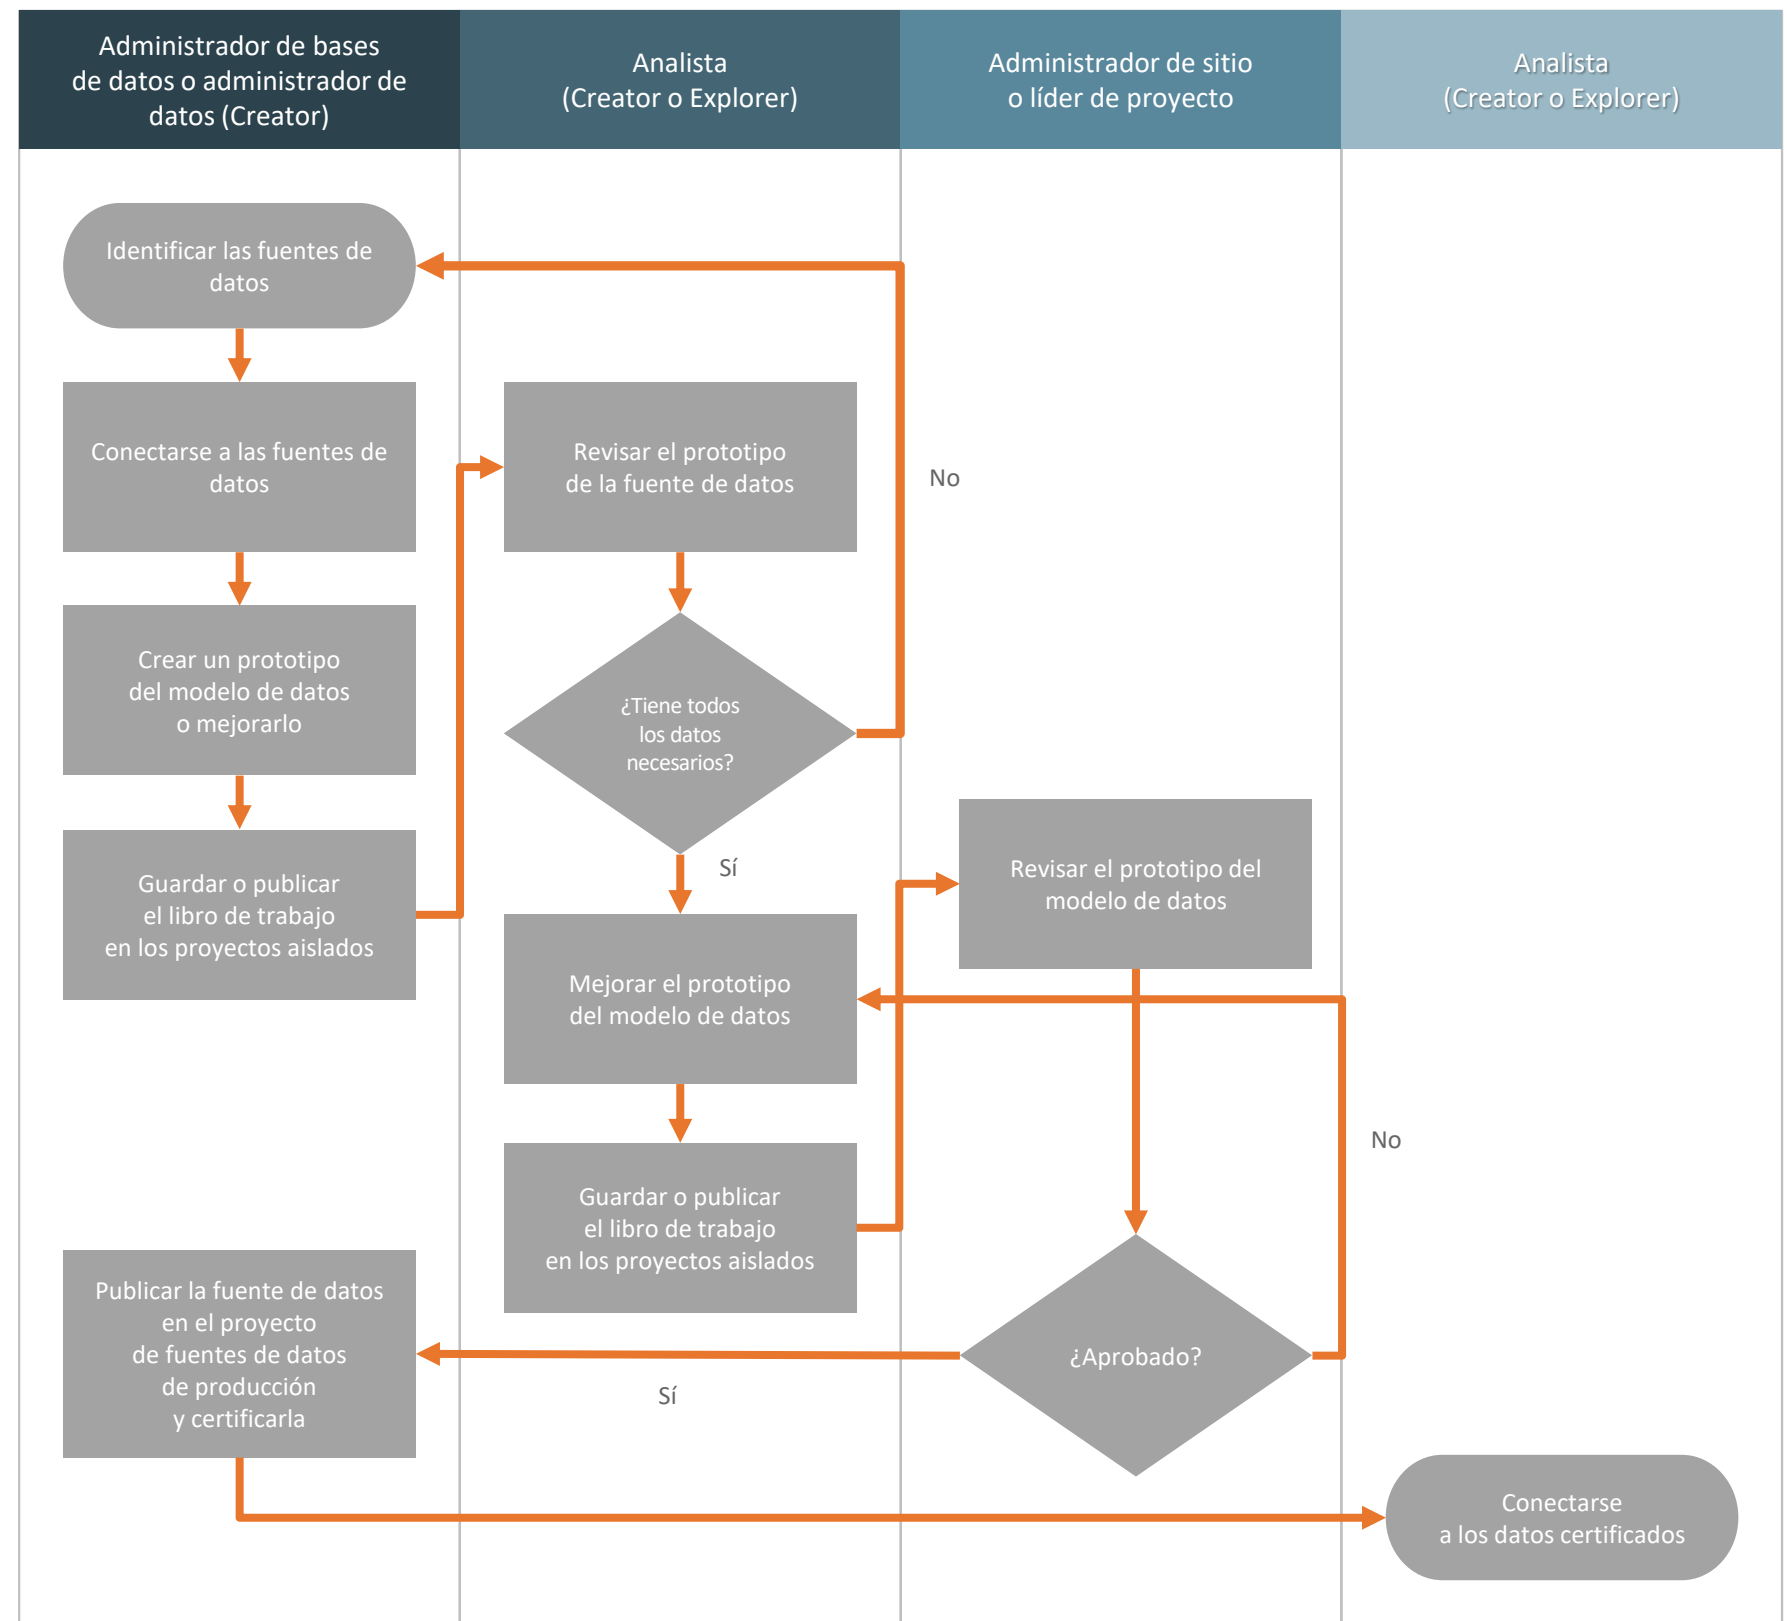 Administrador de bases
de datos o administrador de
datos (Creator)
Analista
(Creator o Explorer)
Administrador de sitio
o líder de proyecto
Analista
(Creator o Explorer)
Identificar las fuentes de
datos
Conectarse a las fuentes de
datos
Crear un prototipo
del modelo de datos
o mejorarlo
Guardar o publicar
el libro de trabajo
en los proyectos aislados
Publicar la fuente de datos
en el proyecto
de fuentes de datos
de producción
y certificarla
Revisar el prototipo
de la fuente de datos
¿Tiene todos
los datos
necesarios?
No
Sí
Mejorar el prototipo
del modelo de datos
Guardar o publicar
el libro de trabajo
en los proyectos aislados
Revisar el prototipo del
modelo de datos
¿Aprobado?
No
Sí
Conectarse
a los datos certificados